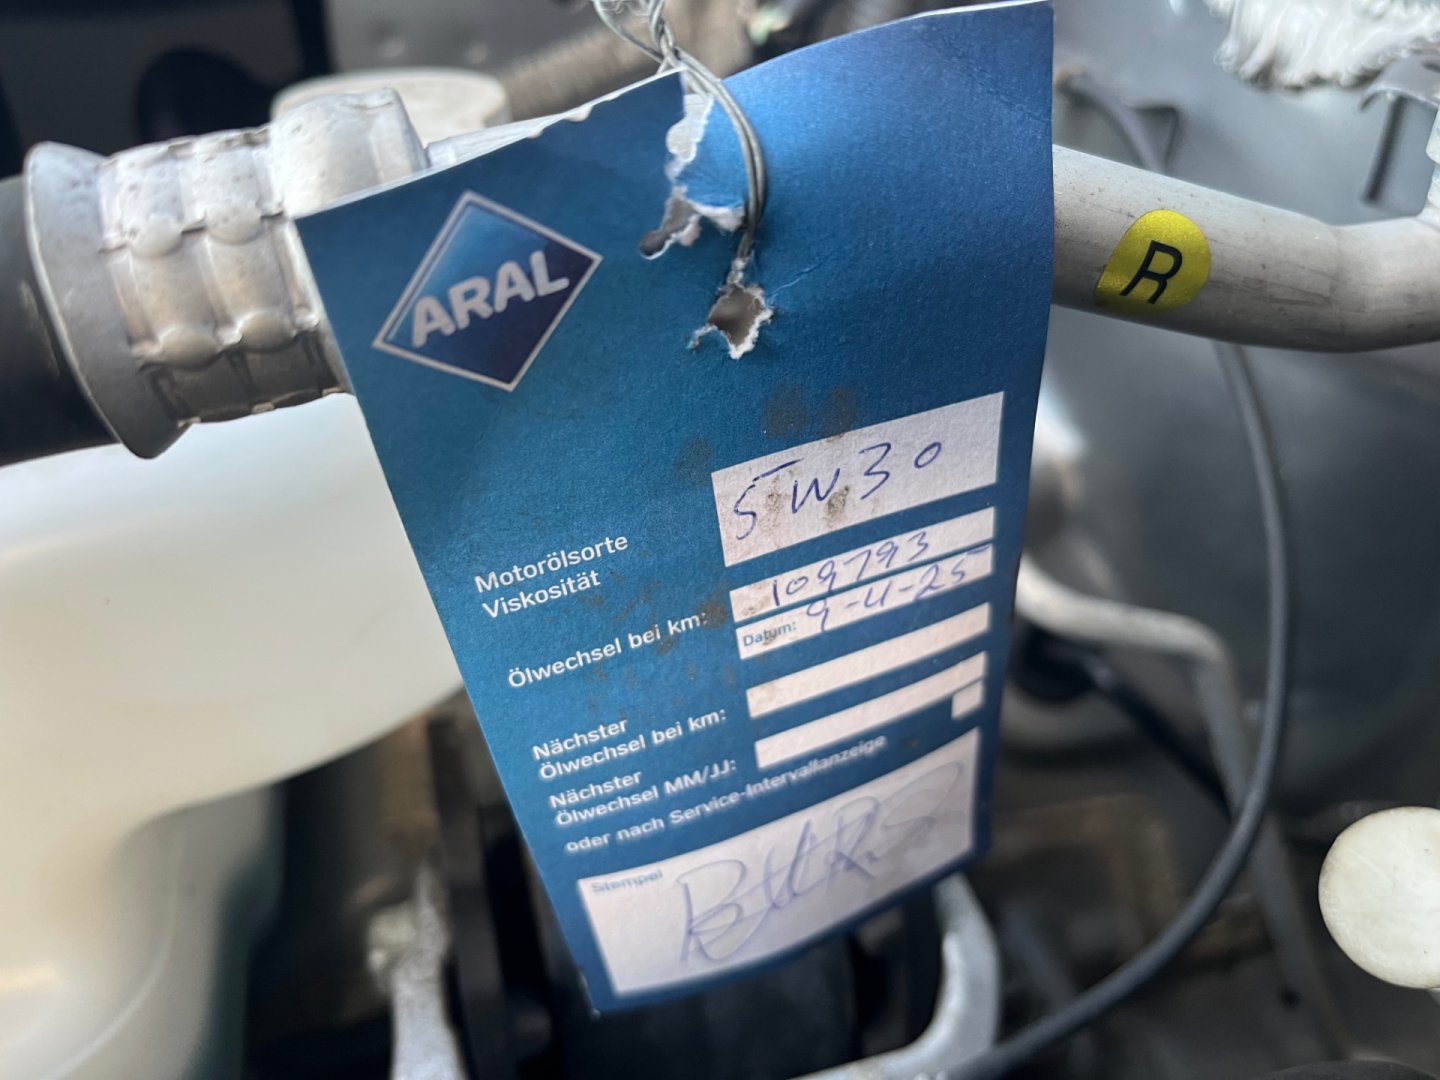 ARAL
R
Motorölsorte
Viskosität
5W30
Ölwechsel bei km:
109793
Datum: 9-4-25
Nächster
Ölwechsel bei km:
Nächster
Ölwechsel MM/JJ:
oder nach Service-Intervallanzeige
Stempel